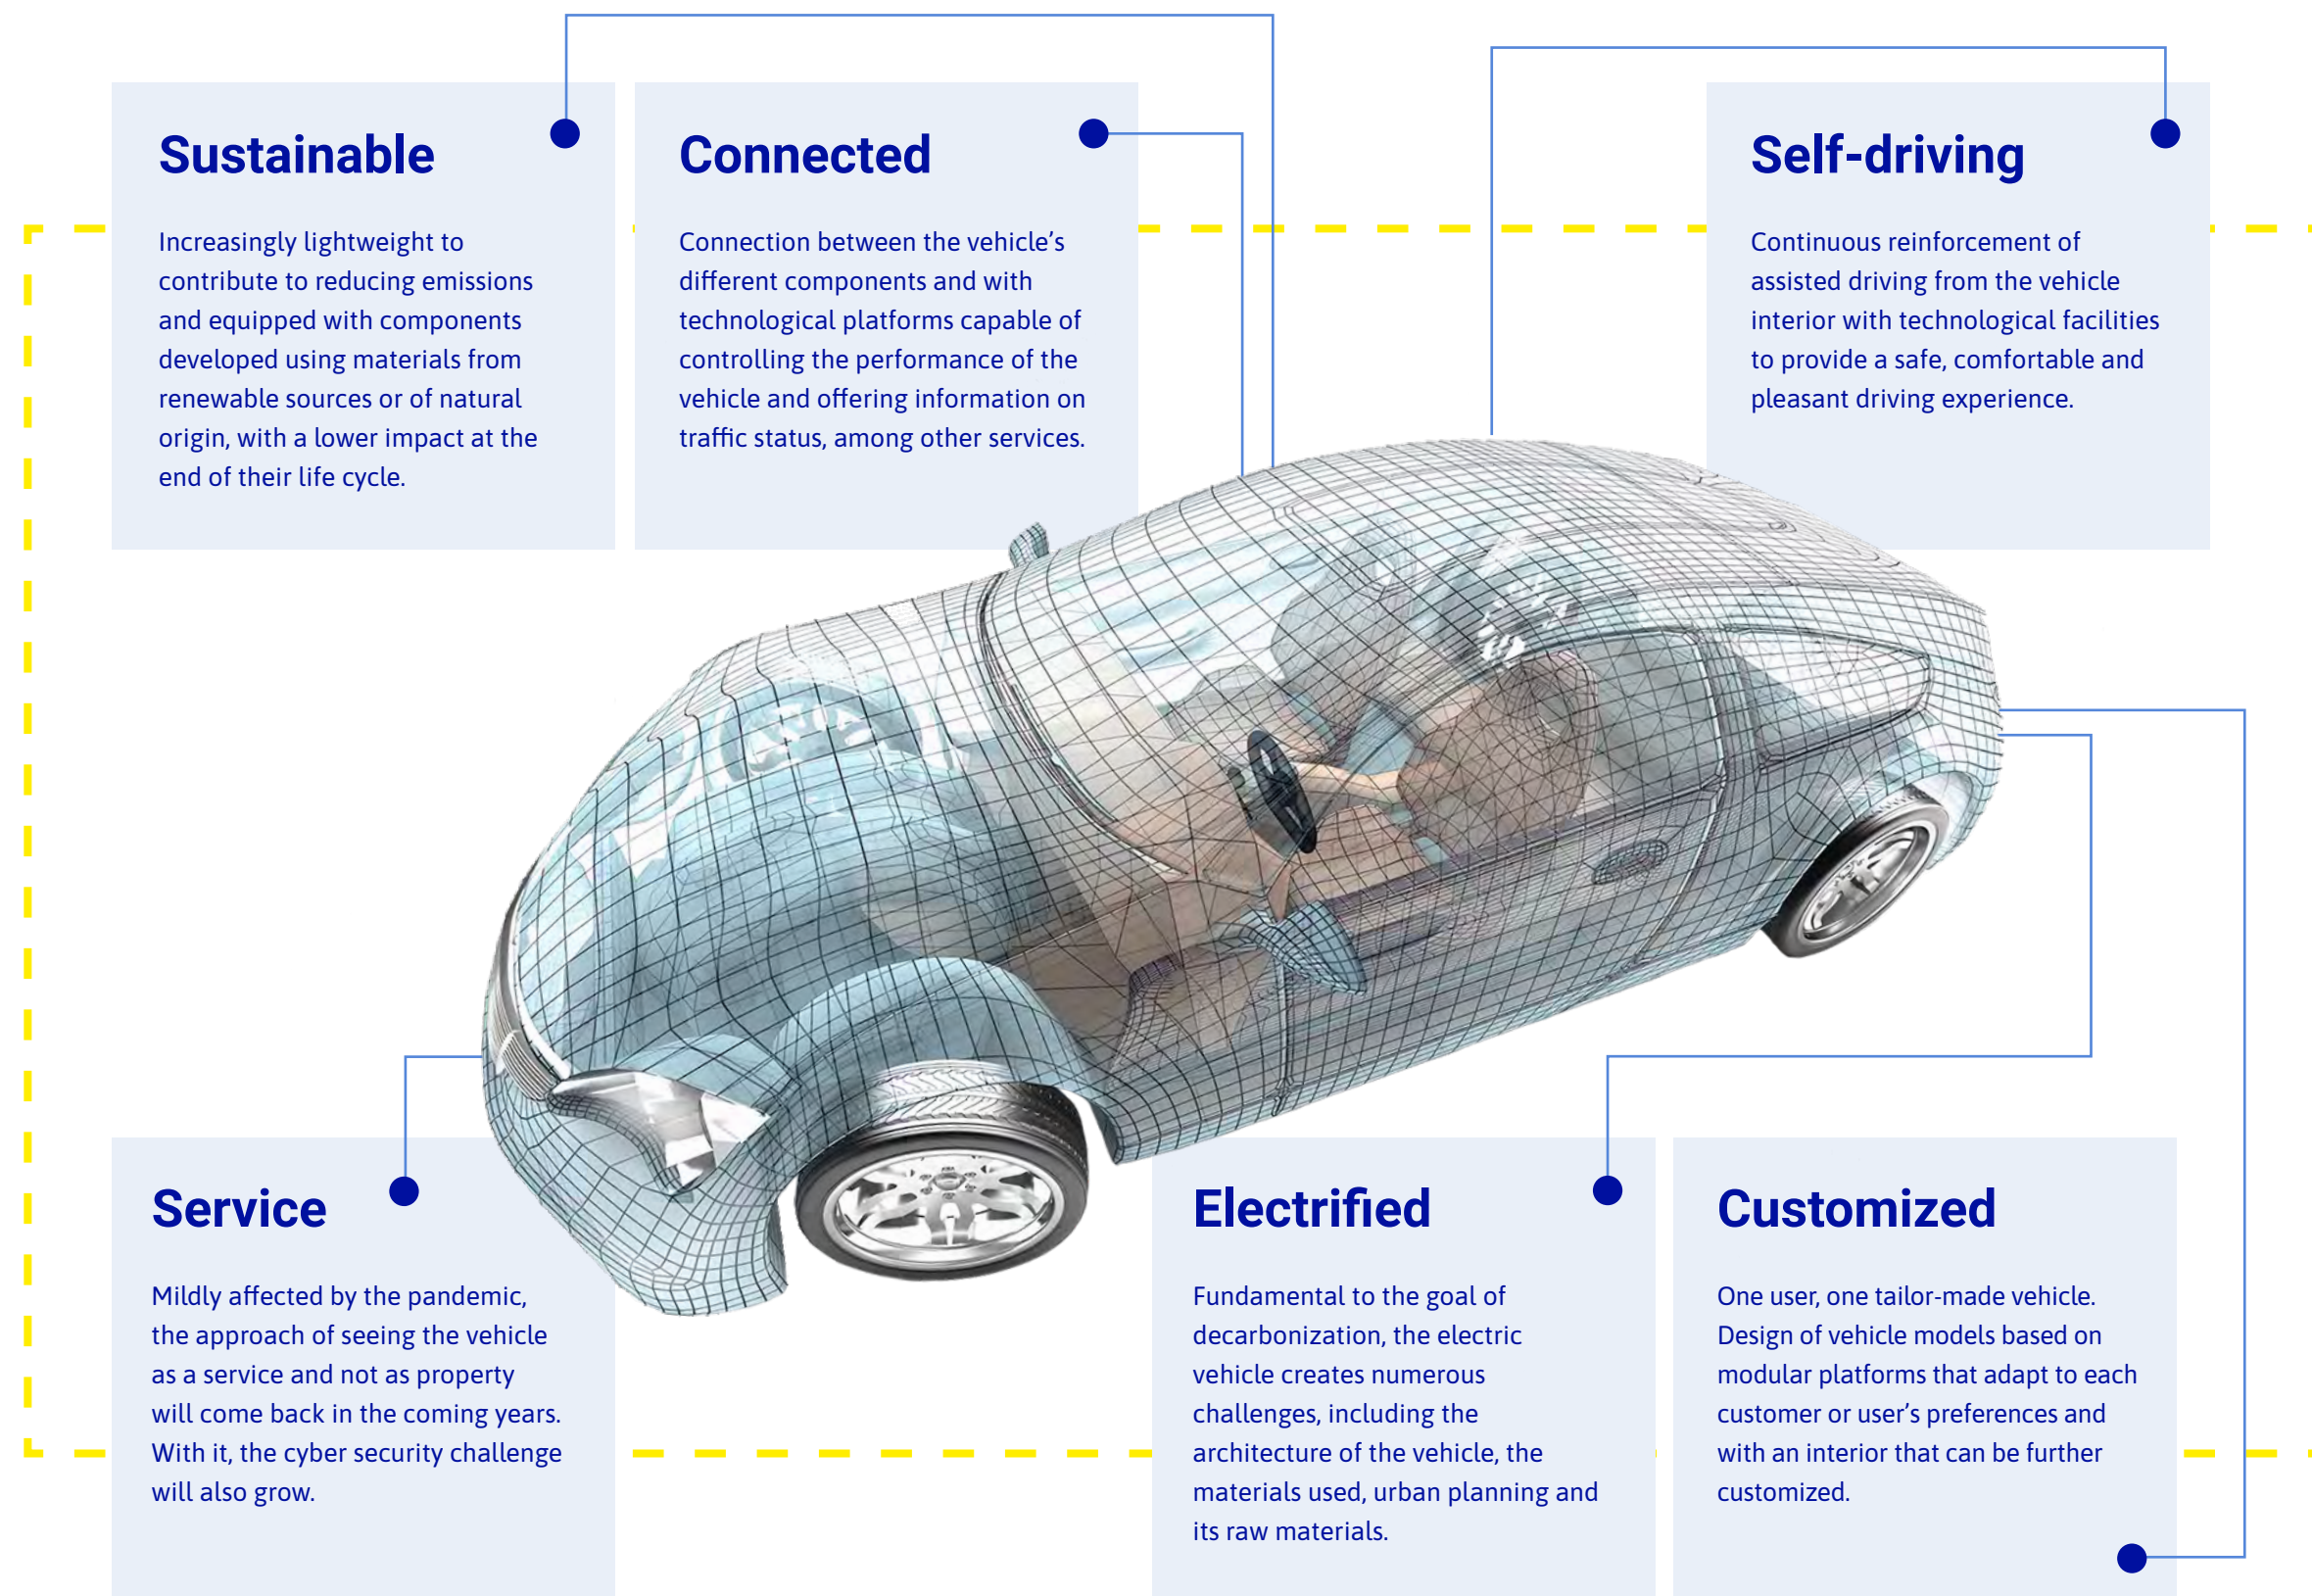 Sustainable
Increasingly lightweight to
contribute to reducing emissions
and equipped with components
developed using materials from
renewable sources or of natural
origin, with a lower impact at the
end of their life cycle.
Connected
Connection between the vehicle’s
different components and with
technological platforms capable of
controlling the performance of the
vehicle and offering information on
traffic status, among other services.
Self-driving
Continuous reinforcement of
assisted driving from the vehicle
interior with technological facilities
to provide a safe, comfortable and
pleasant driving experience.
Service
Mildly affected by the pandemic,
the approach of seeing the vehicle
as a service and not as property
will come back in the coming years.
With it, the cyber security challenge
will also grow.
Electrified
Fundamental to the goal of
decarbonization, the electric
vehicle creates numerous
challenges, including the
architecture of the vehicle, the
materials used, urban planning and
its raw materials.
Customized
One user, one tailor-made vehicle.
Design of vehicle models based on
modular platforms that adapt to each
customer or user’s preferences and
with an interior that can be further
customized.